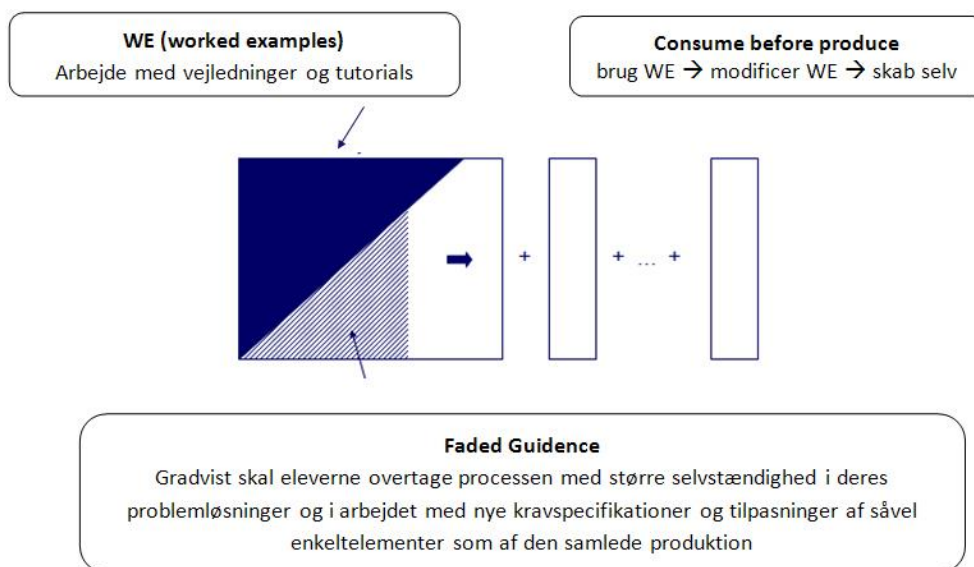 WE (worked examples)
Arbejde med vejledninger og tutorials
Consume before produce
brug WE → modificer WE → skab selv
+ + ... +
Faded Guidence
Gradvist skal eleverne overtage processen med større selvstændighed i deres
problemløsninger og i arbejdet med nye kravspecifikationer og tilpasninger af såvel
enkeltelementer som af den samlede produktion